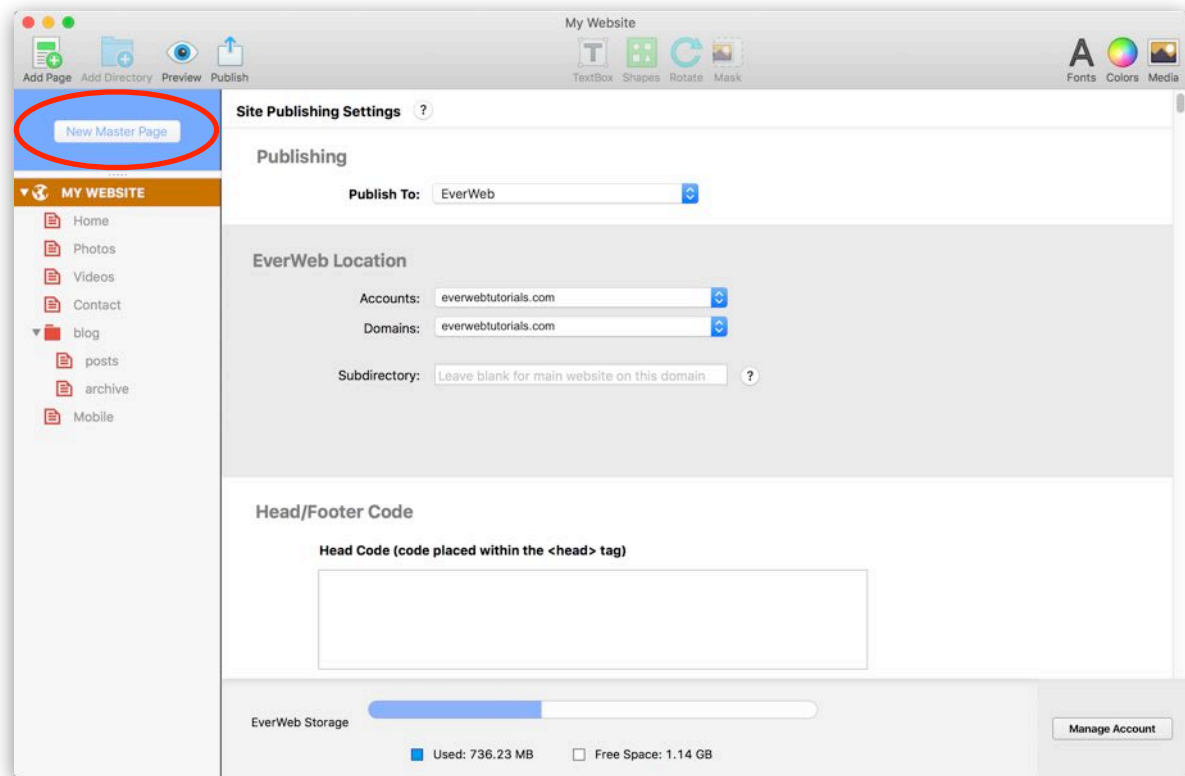 My Website
Add Page Add Directory Preview Publish TextBox Shapes Rotate Mask Fonts Colors Media
New Master Page
MY WEBSITE
Home
Photos
Videos
Contact
blog
posts
archive
Mobile
Site Publishing Settings ?
Publishing
Publish To: EverWeb
EverWeb Location
Accounts: everwebtutorials.com
Domains: everwebtutorials.com
Subdirectory: Leave blank for main website on this domain ?
Head/Footer Code
Head Code (code placed within the <head> tag)
EverWeb Storage
Used: 736.23 MB Free Space: 1.14 GB
Manage Account